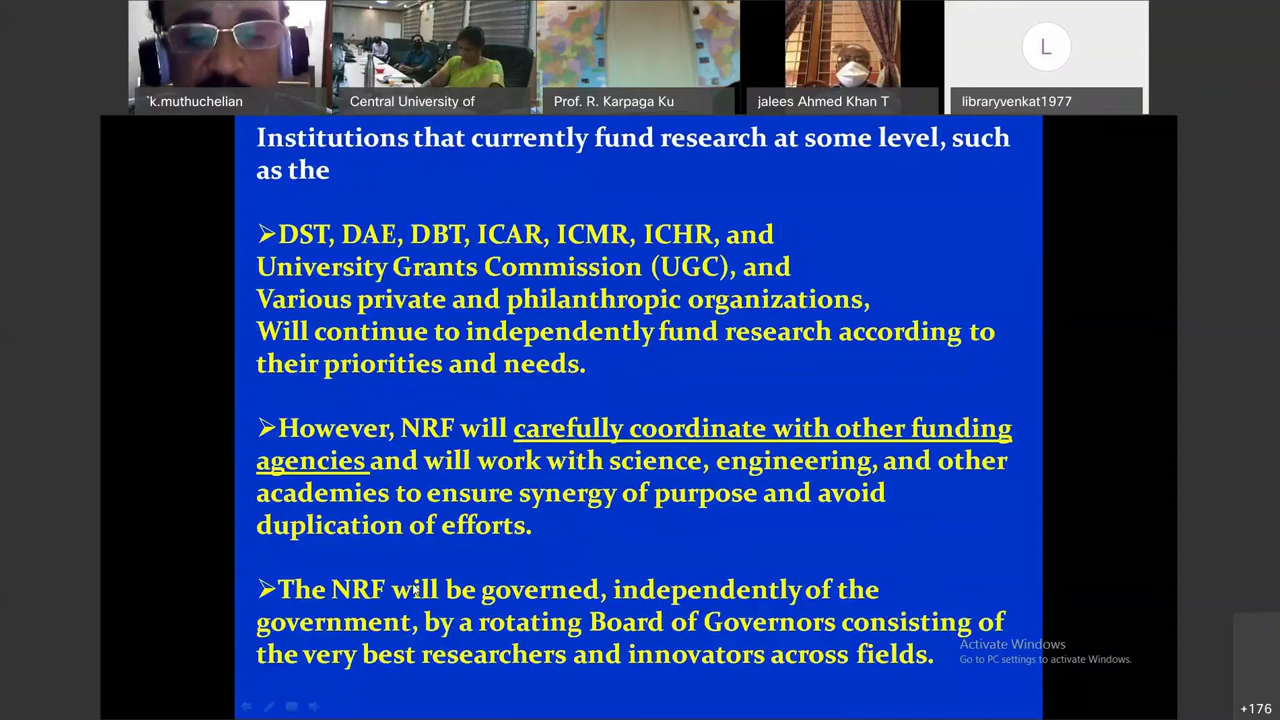 `k.muthuchelian
Central University of
Prof. R. Karpaga Ku
jalees Ahmed Khan T
L
libraryvenkat1977
Institutions that currently fund research at some level, such
as the
➢DST, DAE, DBT, ICAR, ICMR, ICHR, and
University Grants Commission (UGC), and
Various private and philanthropic organizations,
Will continue to independently fund research according to
their priorities and needs.
➢However, NRF will carefully coordinate with other funding
agencies and will work with science, engineering, and other
academies to ensure synergy of purpose and avoid
duplication of efforts.
➢The NRF will be governed, independently of the
government, by a rotating Board of Governors consisting of
the very best researchers and innovators across fields.
Activate Windows
Go to PC settings to activate Windows.
+176